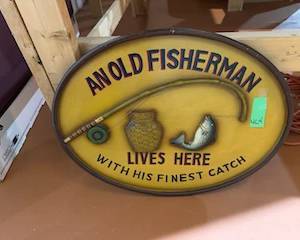 AN OLD FISHERMAN
LIVES HERE
WITH HIS FINEST CATCH